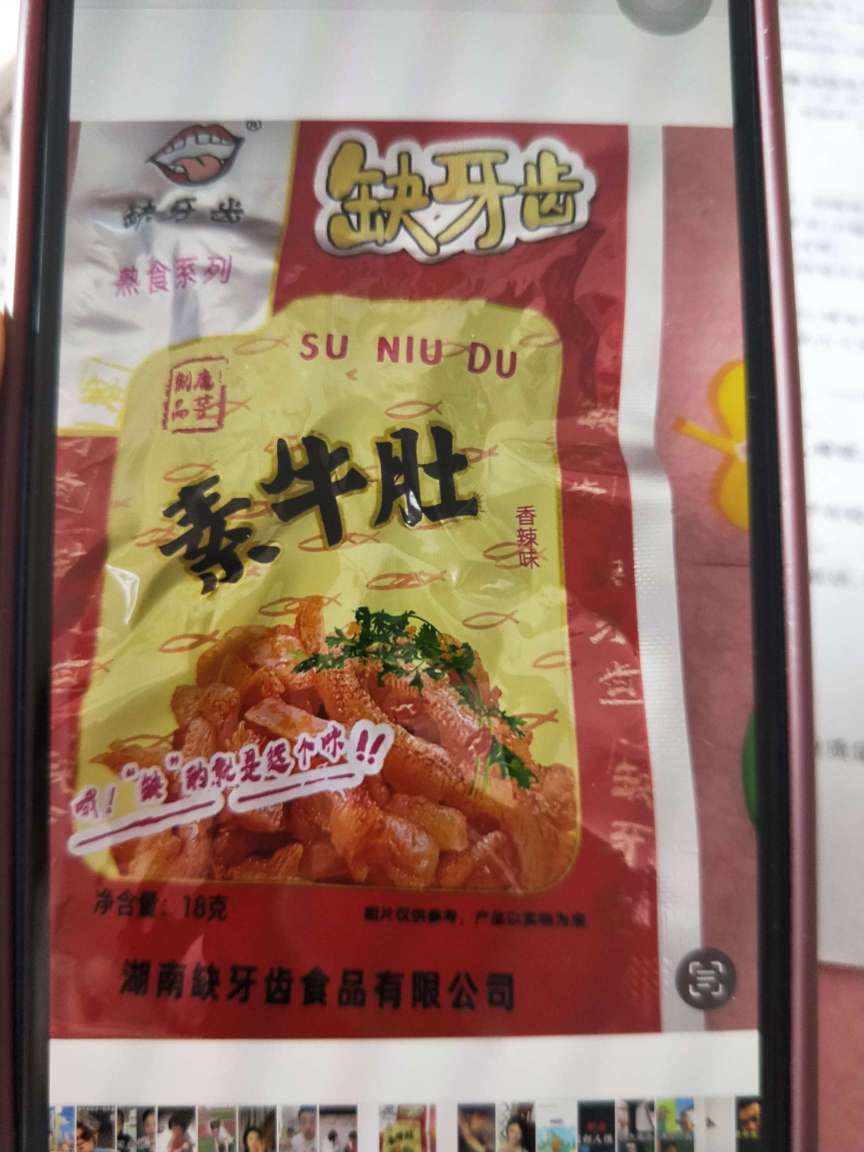 缺牙齿
®
缺牙齿
熟食系列
SU NIU DU
素牛肚
香辣味
哦！"缺"的就是这个味!!
净含量：18克
照片仅供参考，产品以实物为准
湖南缺牙齿食品有限公司